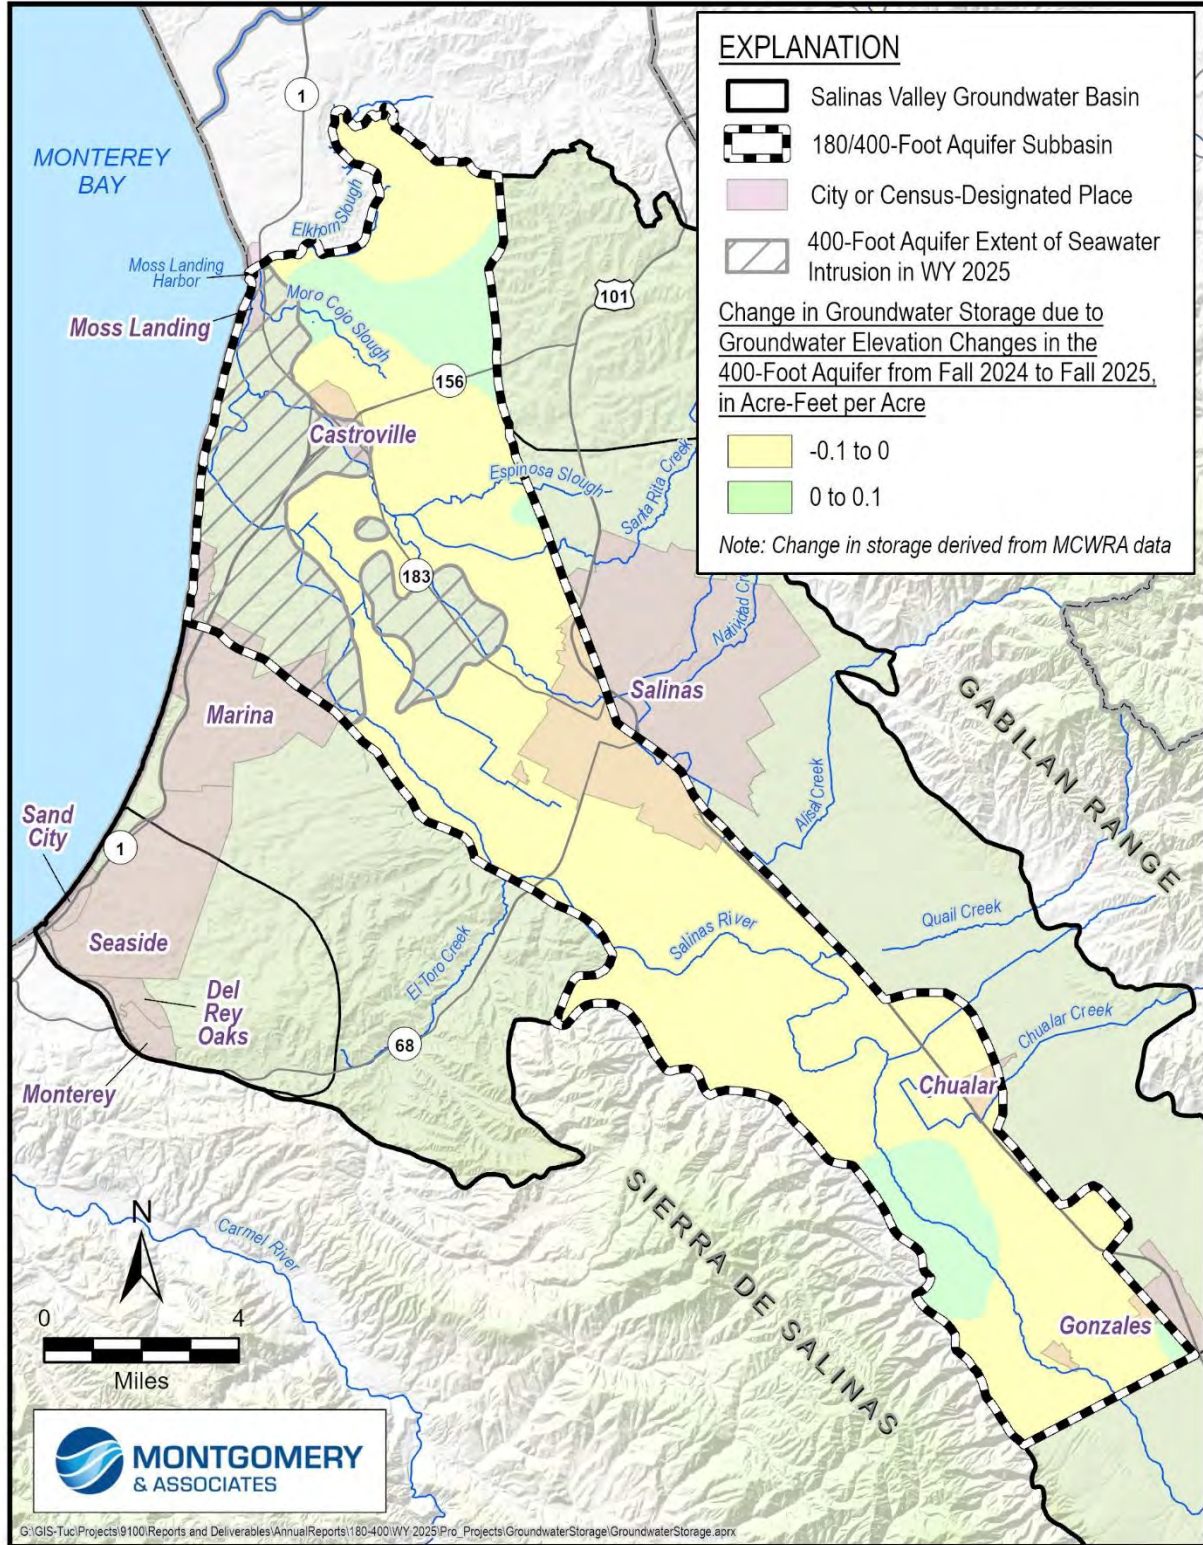 EXPLANATION
Salinas Valley Groundwater Basin
180/400-Foot Aquifer Subbasin
City or Census-Designated Place
400-Foot Aquifer Extent of Seawater
Intrusion in WY 2025
Change in Groundwater Storage due to
Groundwater Elevation Changes in the
400-Foot Aquifer from Fall 2024 to Fall 2025,
in Acre-Feet per Acre
-0.1 to 0
0 to 0.1
Note: Change in storage derived from MCWRA data
1
MONTEREY
BAY
Elkhorn Slough
Moss Landing
Harbor
101
Moro Cojo Slough
Moss Landing
156
Castroville
Espinosa Slough
Santa Rita Creek
183
Natividad Cre
Salinas
Marina
GABILAN RANGE
Alisal Creek
Sand
City
1
Quail Creek
Seaside
Salinas River
El Toro Creek
Del
Rey
Oaks
68
Chualar Creek
Monterey
Chualar
SIERRA DE SALINAS
N
Carmel River
0
4
Miles
Gonzales
MONTGOMERY
& ASSOCIATES
G:\GIS-Tuc\Projects\9100\Reports and Deliverables\AnnualReports\180-400\WY 2025\Pro_Projects\GroundwaterStorage\GroundwaterStorage.aprx